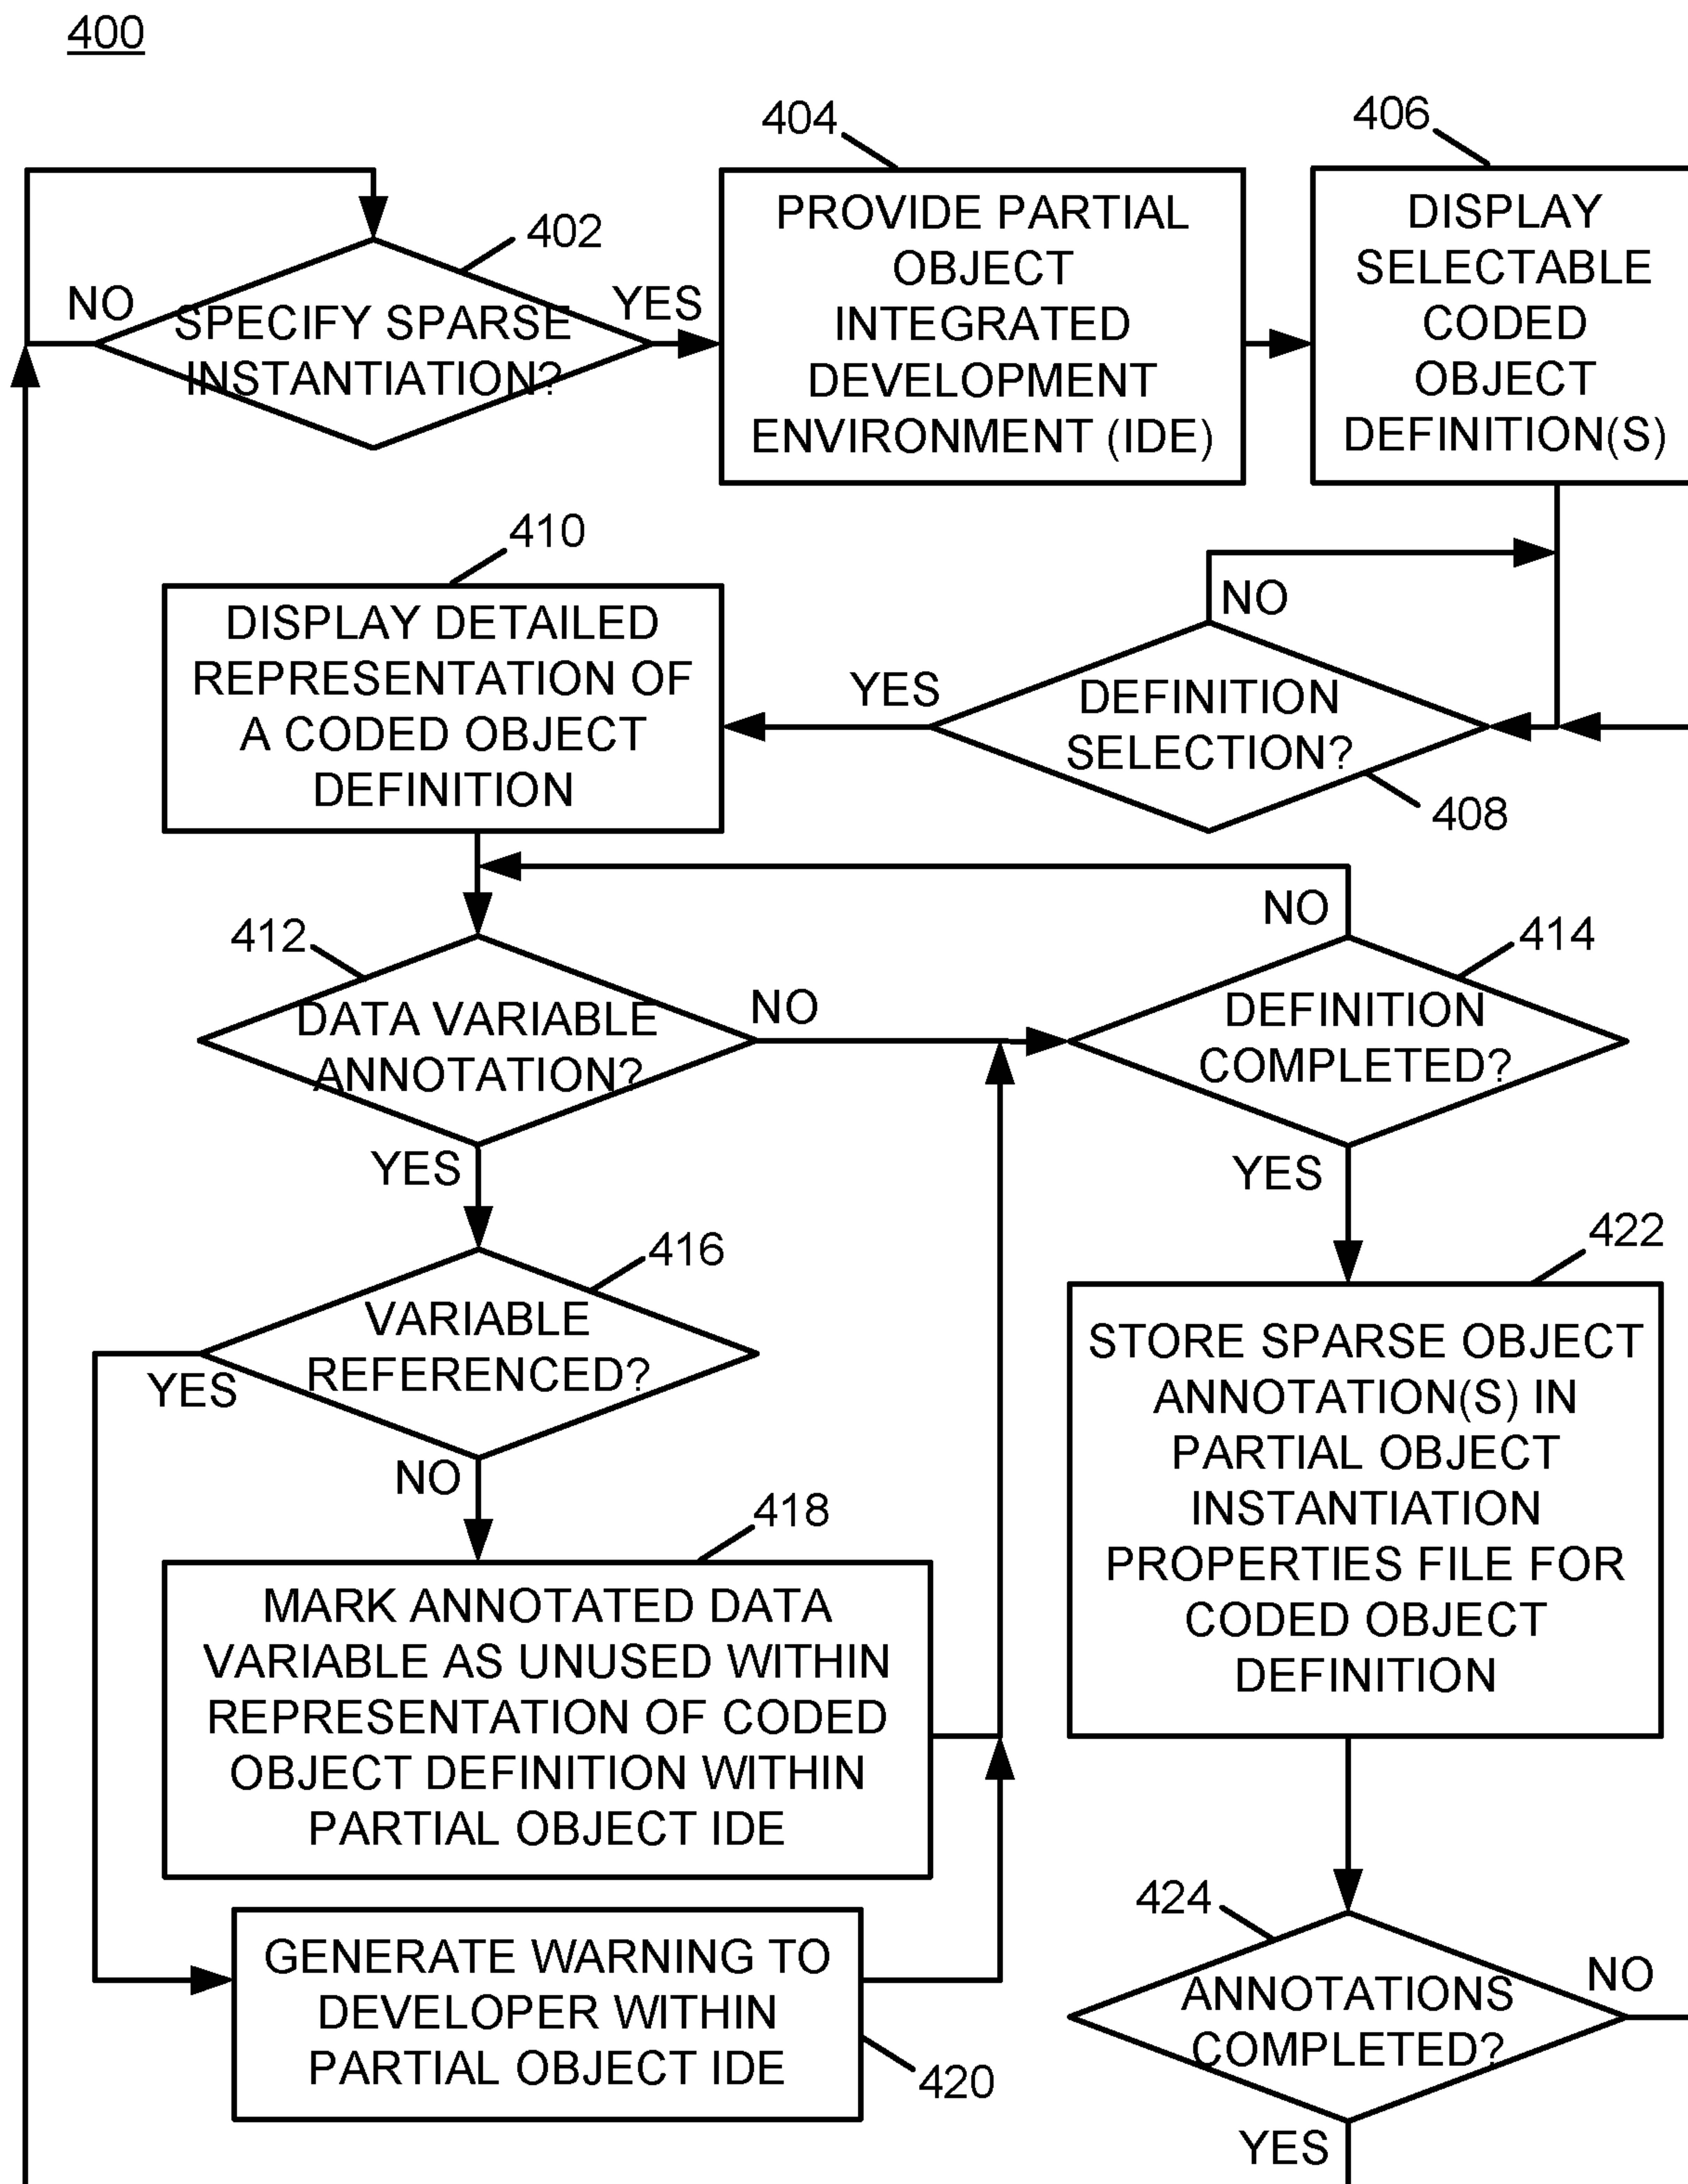 400
404
406
402
NO
SPECIFY SPARSE
INSTANTIATION?
YES
PROVIDE PARTIAL
OBJECT
INTEGRATED
DEVELOPMENT
ENVIRONMENT (IDE)
DISPLAY
SELECTABLE
CODED
OBJECT
DEFINITION(S)
410
DISPLAY DETAILED
REPRESENTATION OF
A CODED OBJECT
DEFINITION
YES
NO
DEFINITION
SELECTION?
408
412
DATA VARIABLE
ANNOTATION?
NO
YES
NO
414
DEFINITION
COMPLETED?
YES
416
VARIABLE
REFERENCED?
YES
NO
422
STORE SPARSE OBJECT
ANNOTATION(S) IN
PARTIAL OBJECT
INSTANTIATION
PROPERTIES FILE FOR
CODED OBJECT
DEFINITION
418
MARK ANNOTATED DATA
VARIABLE AS UNUSED WITHIN
REPRESENTATION OF CODED
OBJECT DEFINITION WITHIN
PARTIAL OBJECT IDE
GENERATE WARNING TO
DEVELOPER WITHIN
PARTIAL OBJECT IDE
420
424
ANNOTATIONS
COMPLETED?
NO
YES